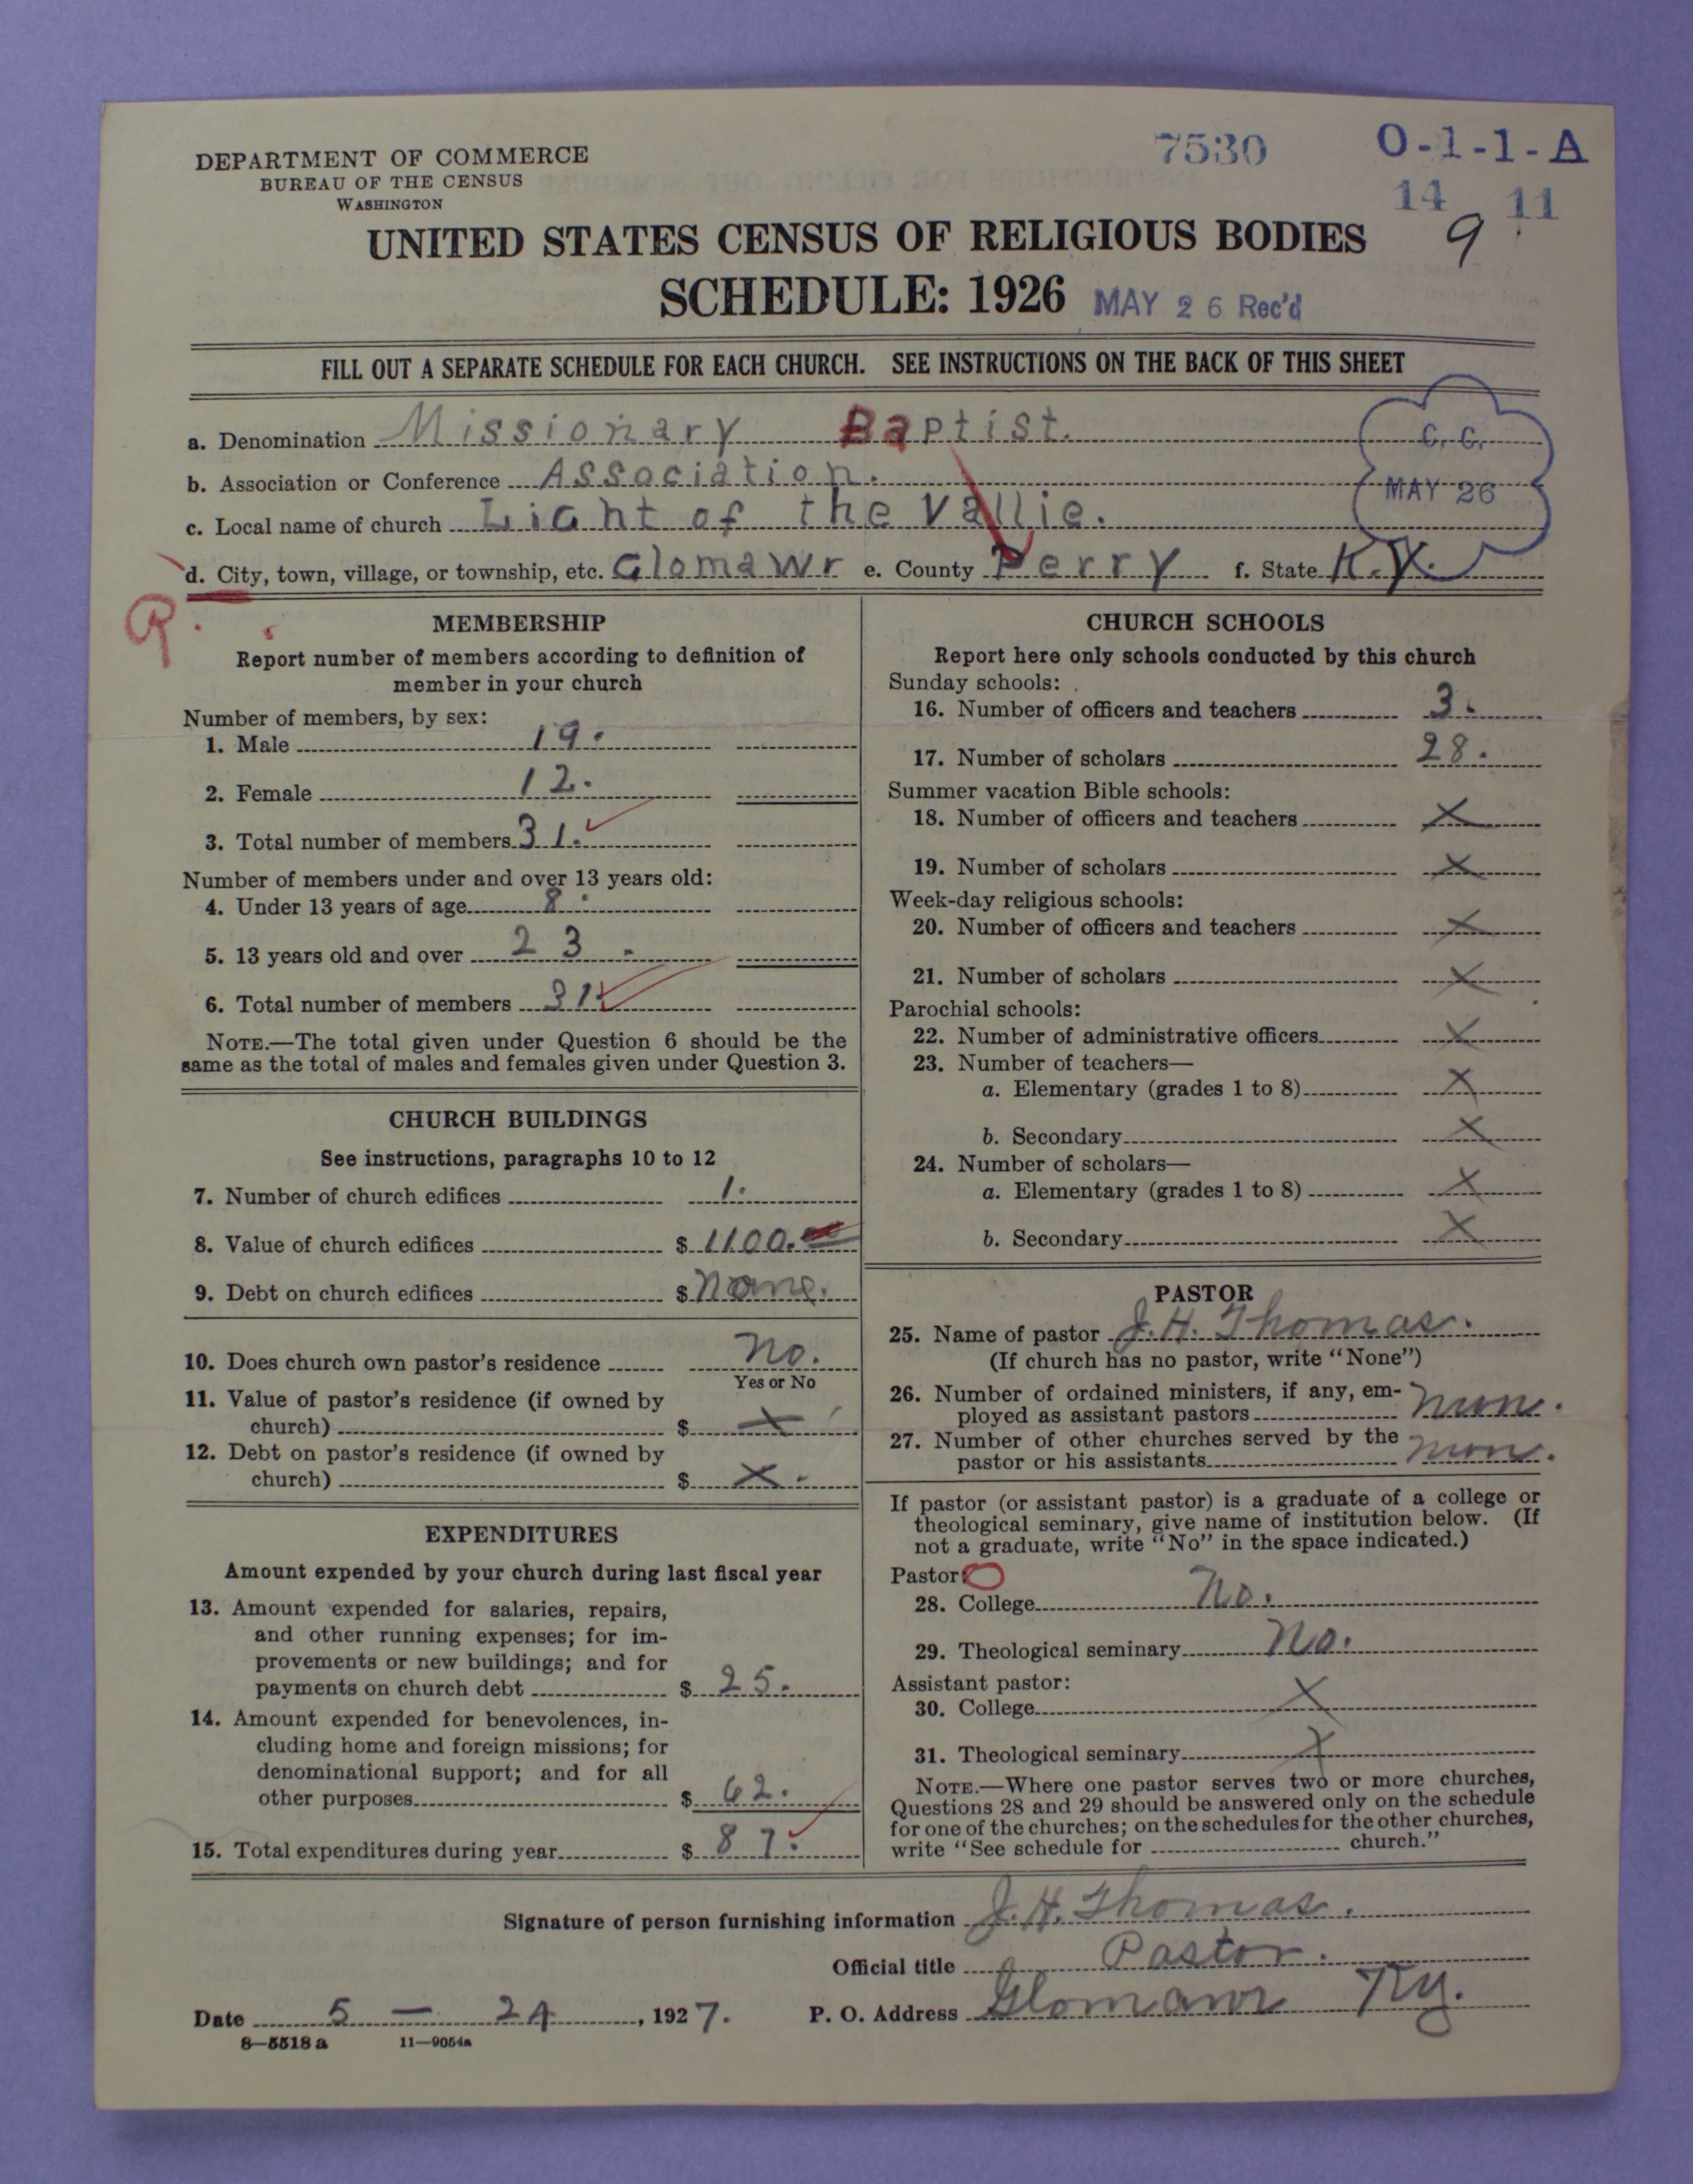 DEPARTMENT OF COMMERCE
BUREAU OF THE CENSUS
WASHINGTON
7530
O-1-1-A
14 11
9
UNITED STATES CENSUS OF RELIGIOUS BODIES
SCHEDULE: 1926 MAY 26 Rec'd
FILL OUT A SEPARATE SCHEDULE FOR EACH CHURCH. SEE INSTRUCTIONS ON THE BACK OF THIS SHEET
a. Denomination Missionary Baptist.
b. Association or Conference Association.
c. Local name of church Light of the Vallie.
C. C.
MAY 26
d. City, town, village, or township, etc. Glomawr e. County Perry f. State K.Y.
R.
MEMBERSHIP
Report number of members according to definition of
member in your church
Number of members, by sex:
1. Male 19.
2. Female 12.
3. Total number of members 31.
Number of members under and over 13 years old:
4. Under 13 years of age 8.
5. 13 years old and over 23.
6. Total number of members 31.
NOTE.—The total given under Question 6 should be the
same as the total of males and females given under Question 3.
CHURCH BUILDINGS
See instructions, paragraphs 10 to 12
7. Number of church edifices 1.
8. Value of church edifices $ 1100.00
9. Debt on church edifices $ None.
10. Does church own pastor's residence No.
Yes or No
11. Value of pastor's residence (if owned by
church) $ X
12. Debt on pastor's residence (if owned by
church) $ X.
EXPENDITURES
Amount expended by your church during last fiscal year
13. Amount expended for salaries, repairs,
and other running expenses; for im-
provements or new buildings; and for
payments on church debt $ 25.
14. Amount expended for benevolences, in-
cluding home and foreign missions; for
denominational support; and for all
other purposes $ 62.
15. Total expenditures during year $ 87.
CHURCH SCHOOLS
Report here only schools conducted by this church
Sunday schools:
16. Number of officers and teachers 3.
17. Number of scholars 28.
Summer vacation Bible schools:
18. Number of officers and teachers X
19. Number of scholars X
Week-day religious schools:
20. Number of officers and teachers X
21. Number of scholars X
Parochial schools:
22. Number of administrative officers X
23. Number of teachers—
a. Elementary (grades 1 to 8) X
b. Secondary X
24. Number of scholars—
a. Elementary (grades 1 to 8) X
b. Secondary X
PASTOR
25. Name of pastor J. H. Thomas.
(If church has no pastor, write "None")
26. Number of ordained ministers, if any, em-
ployed as assistant pastors non.
27. Number of other churches served by the
pastor or his assistants non.
If pastor (or assistant pastor) is a graduate of a college or
theological seminary, give name of institution below. (If
not a graduate, write "No" in the space indicated.)
Pastor:
28. College No.
29. Theological seminary No.
Assistant pastor:
30. College X
31. Theological seminary X
NOTE.—Where one pastor serves two or more churches,
Questions 28 and 29 should be answered only on the schedule
for one of the churches; on the schedules for the other churches,
write "See schedule for church."
Signature of person furnishing information J. H. Thomas.
Official title Pastor.
Date 5 — 24, 1927. P. O. Address Glomawr Ky.
8—5518 a 11—9054a